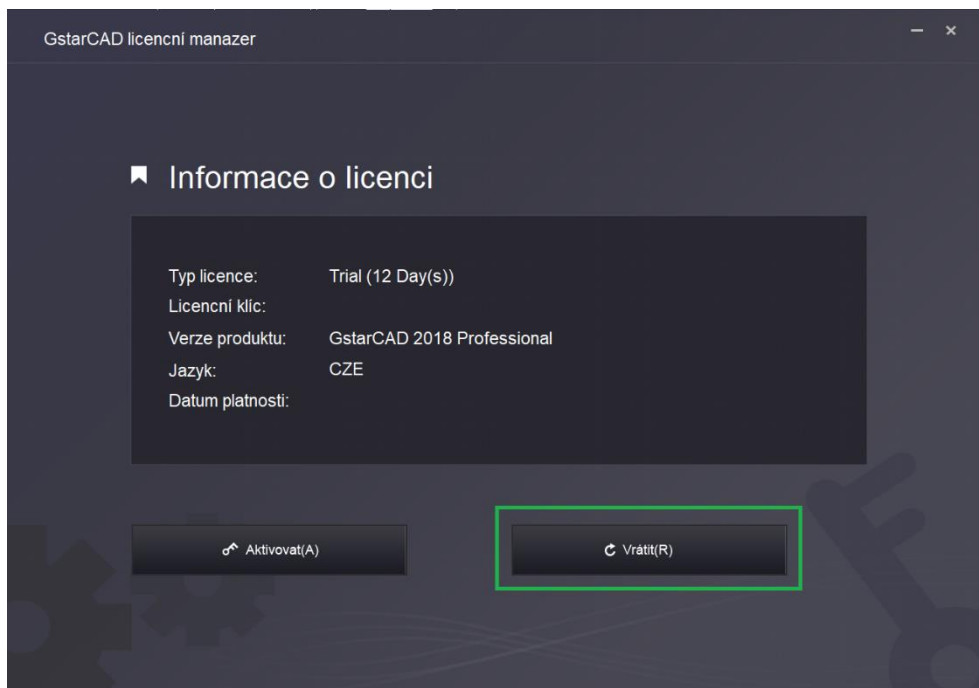 GstarCAD licencní manazer
Informace o licenci
Typ licence: Trial (12 Day(s))
Licencní klíc:
Verze produktu: GstarCAD 2018 Professional
Jazyk: CZE
Datum platnosti:
Aktivovat(A) Vrátit(R)